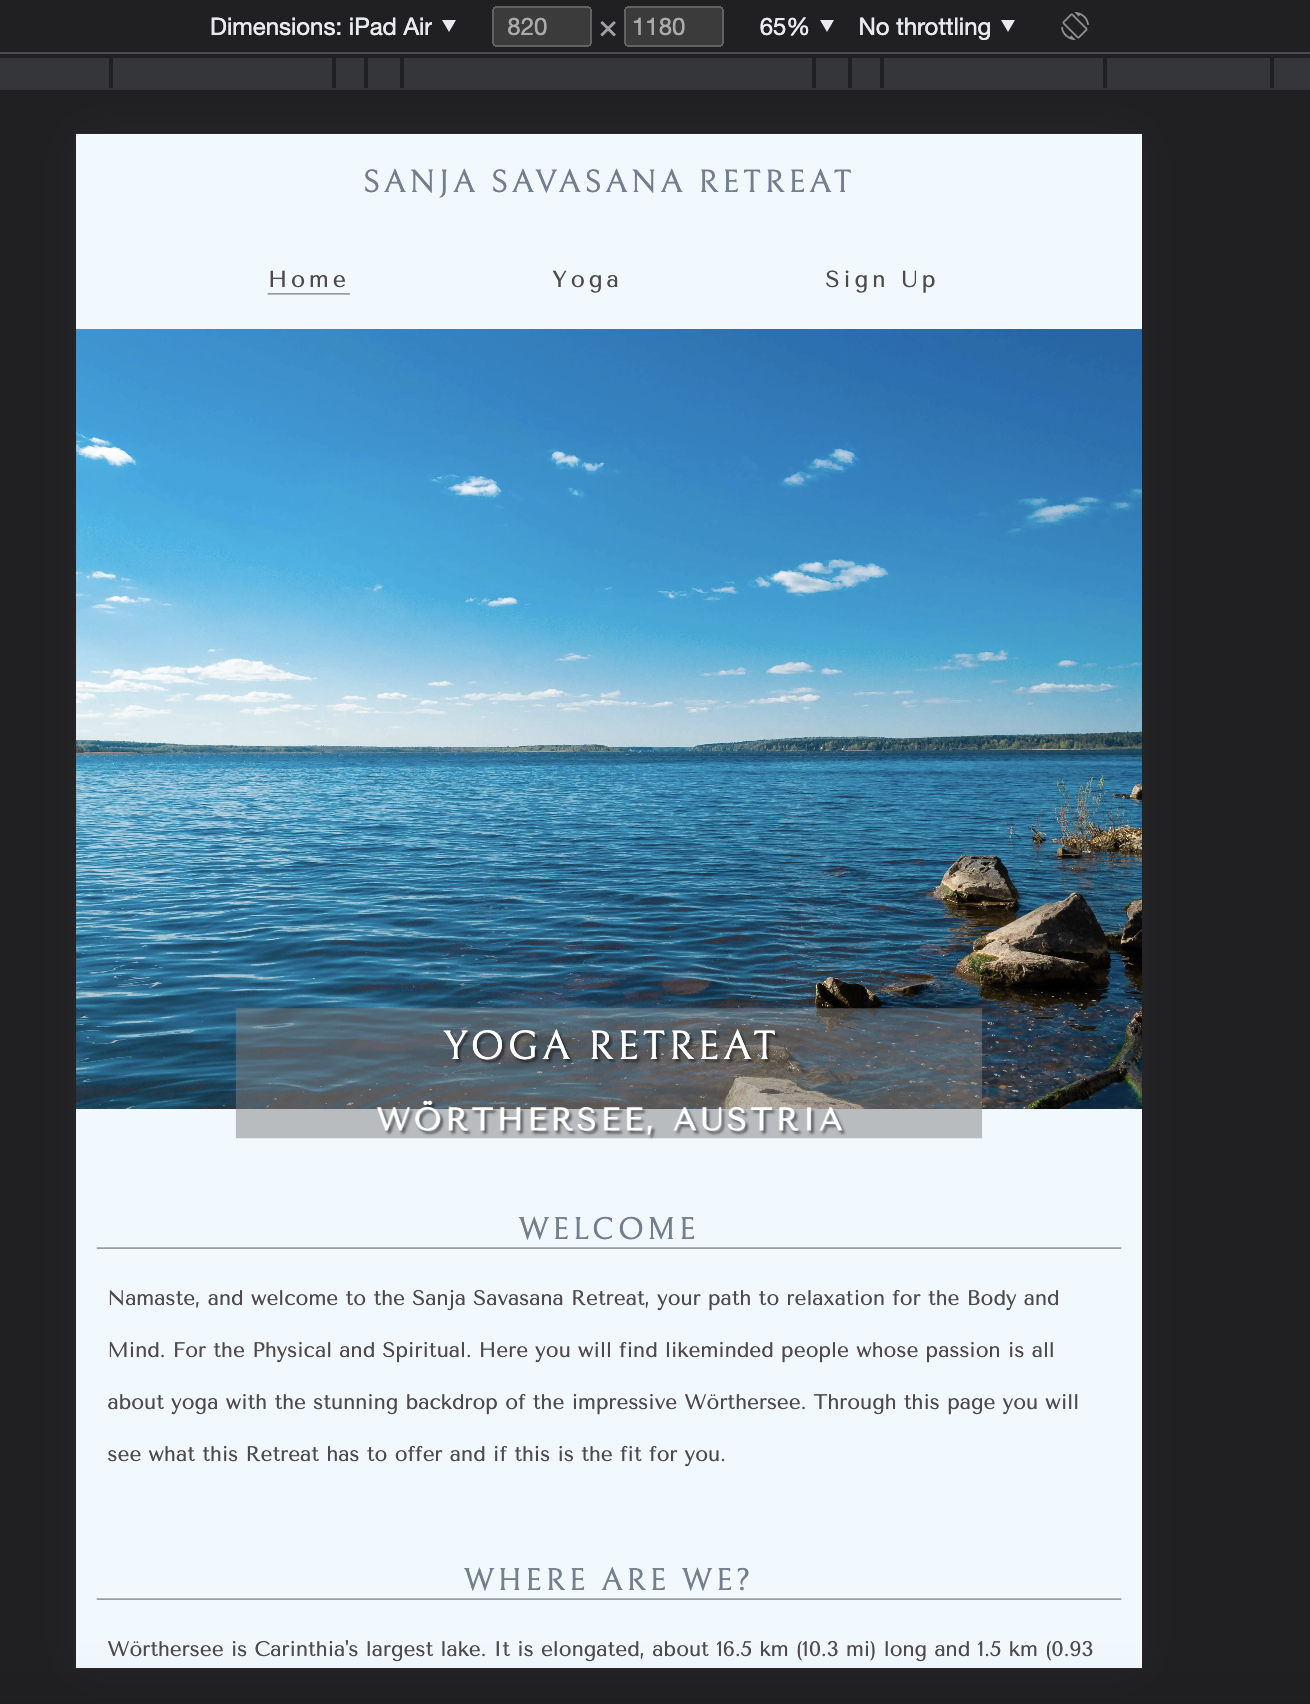 Dimensions: iPad Air ▼ 820 × 1180 65% ▼ No throttling ▼
SANJA SAVASANA RETREAT
Home Yoga Sign Up
YOGA RETREAT
WÖRTHERSEE, AUSTRIA
WELCOME
Namaste, and welcome to the Sanja Savasana Retreat, your path to relaxation for the Body and
Mind. For the Physical and Spiritual. Here you will find likeminded people whose passion is all
about yoga with the stunning backdrop of the impressive Wörthersee. Through this page you will
see what this Retreat has to offer and if this is the fit for you.
WHERE ARE WE?
Wörthersee is Carinthia's largest lake. It is elongated, about 16.5 km (10.3 mi) long and 1.5 km (0.93